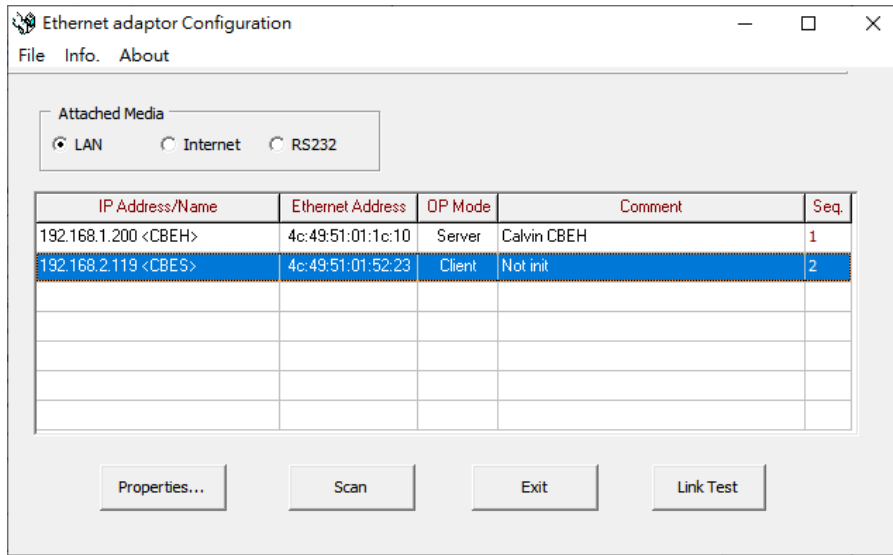 Ethernet adaptor Configuration
File Info. About
Attached Media
LAN Internet RS232
IP Address/Name Ethernet Address OP Mode Comment Seq.
192.168.1.200 <CBEH> 4c:49:51:01:1c:10 Server Calvin CBEH 1
192.168.2.119 <CBES> 4c:49:51:01:52:23 Client Not init 2
Properties... Scan Exit Link Test